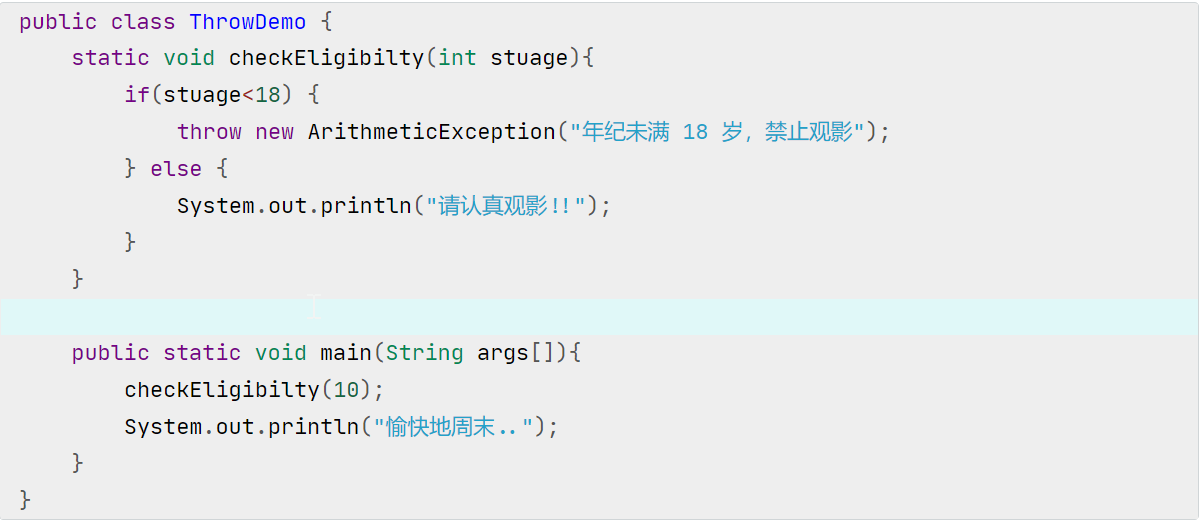 public class ThrowDemo {
    static void checkEligibilty(int stuage){
        if(stuage<18) {
            throw new ArithmeticException("年纪未满 18 岁，禁止观影");
        } else {
            System.out.println("请认真观影!!");
        }
    }
    public static void main(String args[]){
        checkEligibilty(10);
        System.out.println("愉快地周末..");
    }
}